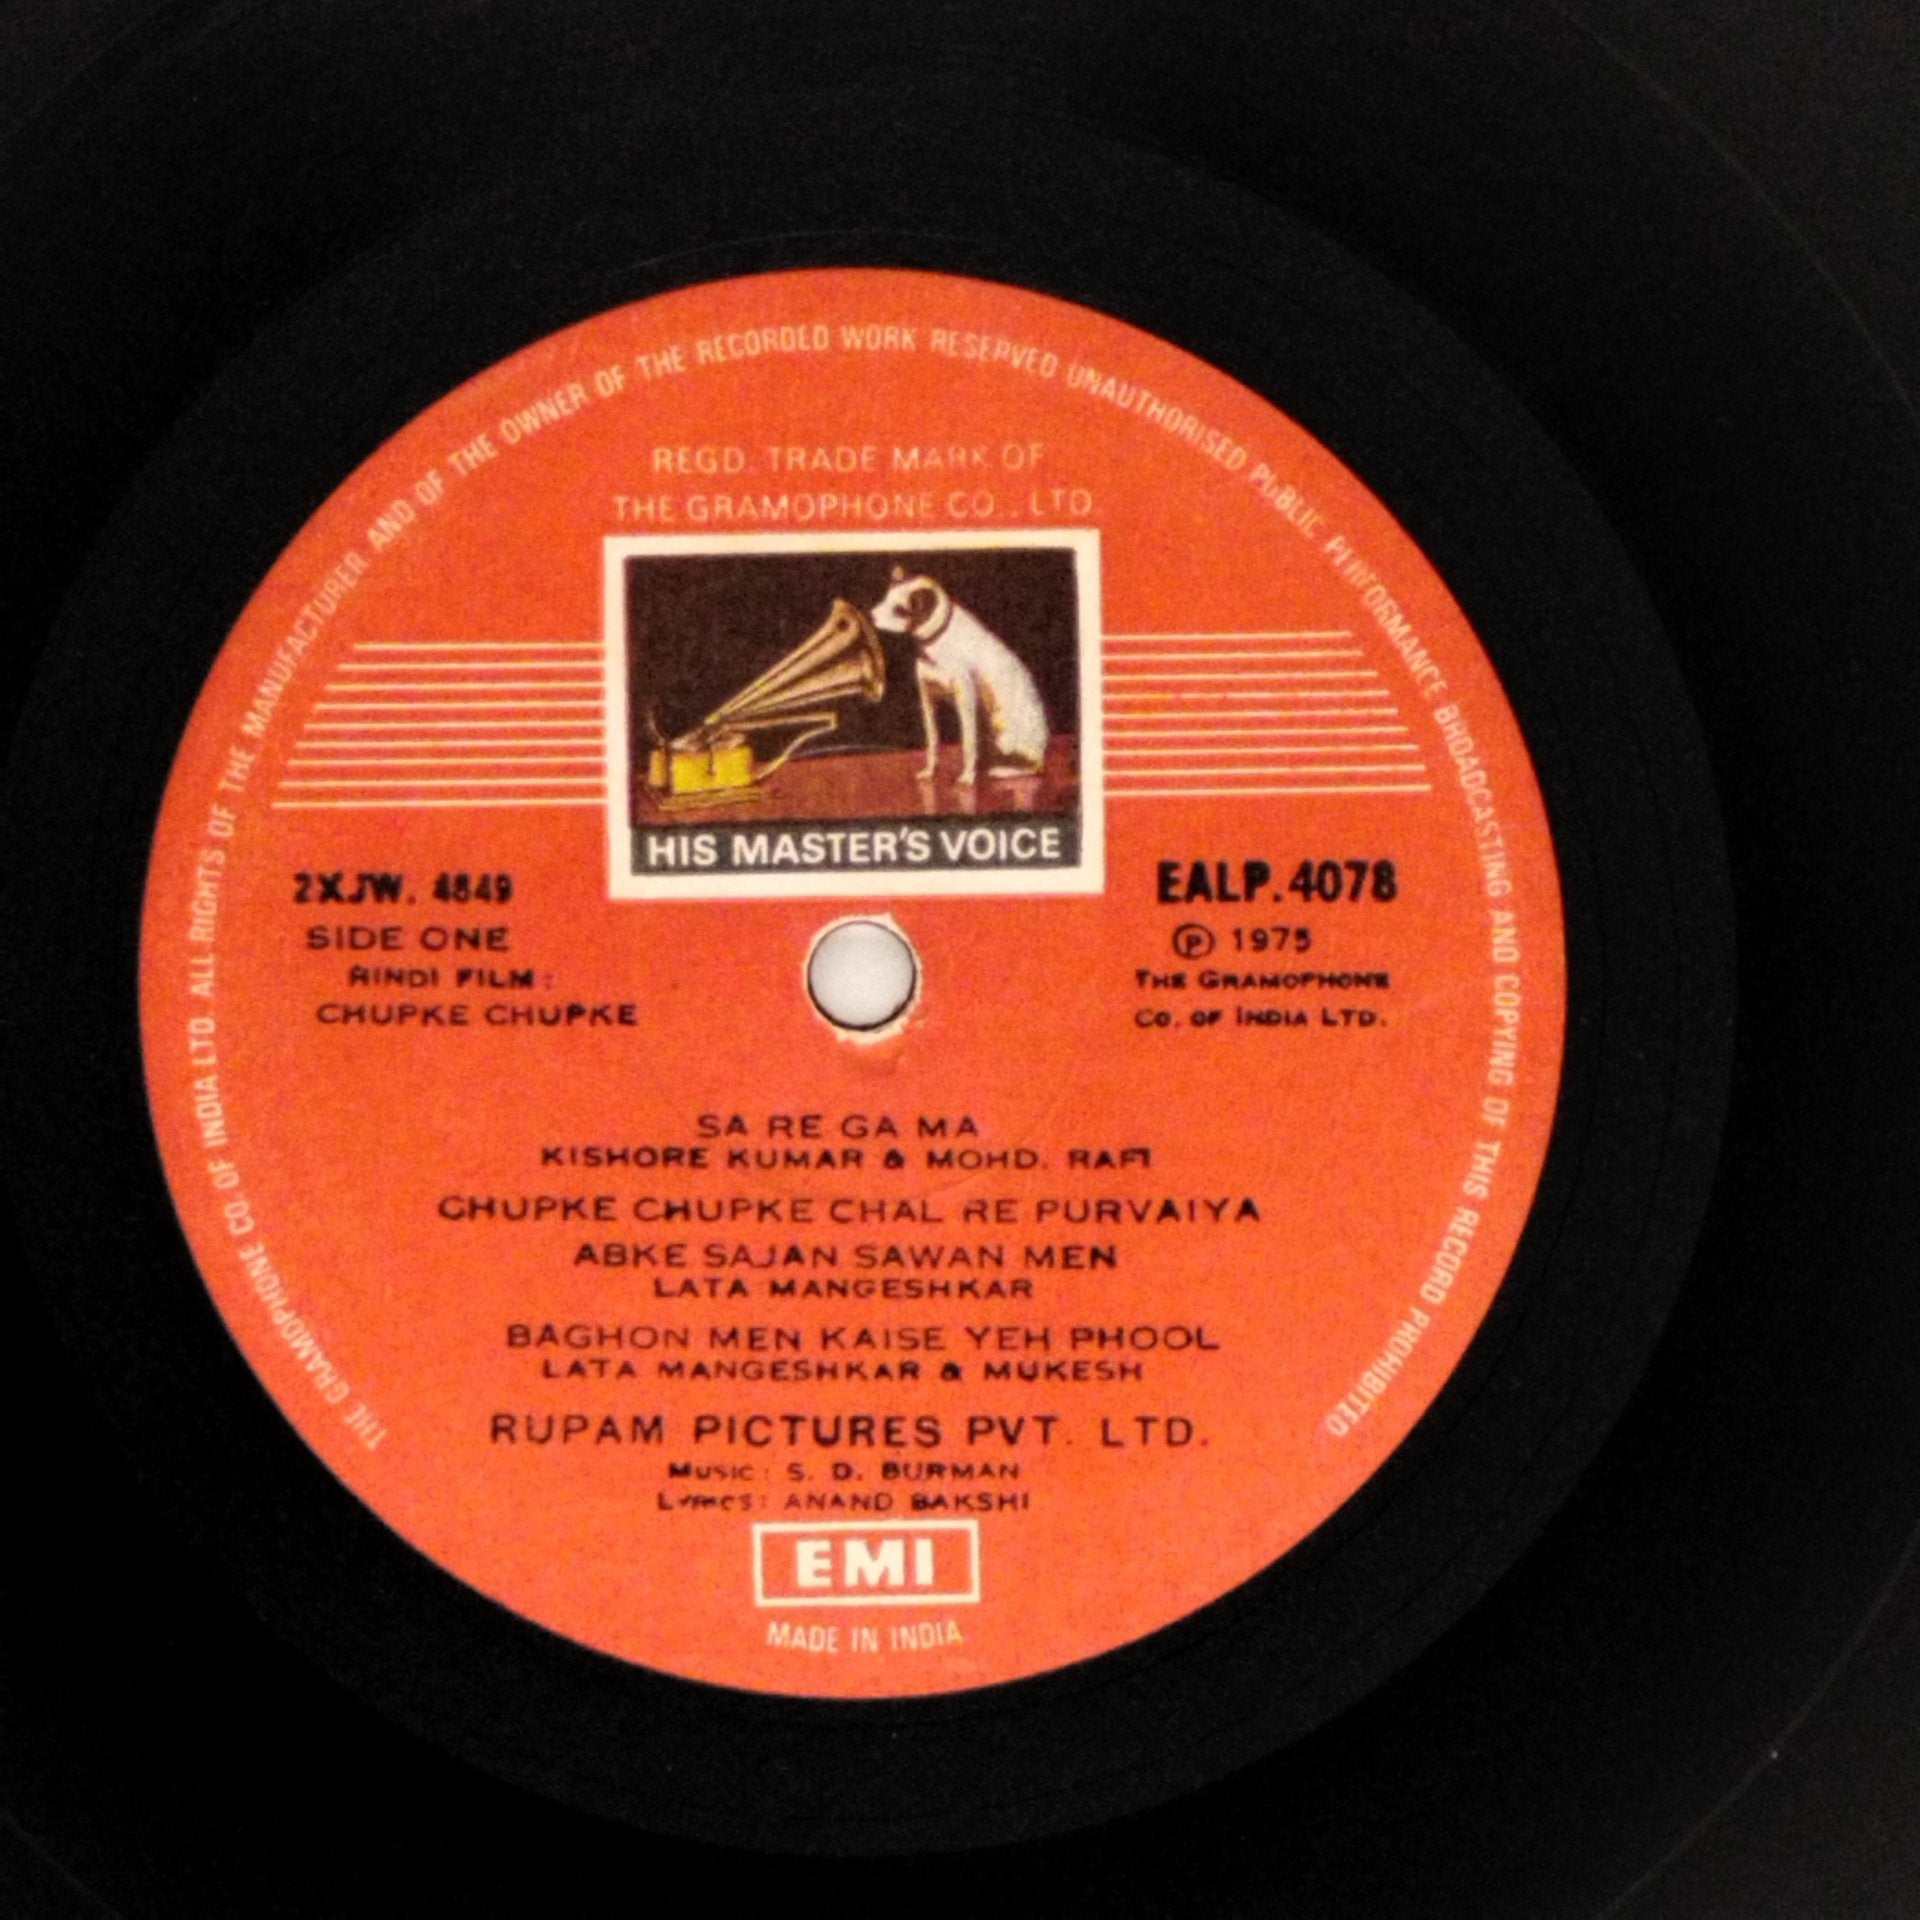 THE GRAMOPHONE CO. OF INDIA LTD. ALL RIGHTS OF THE MANUFACTURER AND OF THE OWNER OF THE RECORDED WORK RESERVED UNAUTHORISED PUBLIC PERFORMANCE BROADCASTING AND COPYING OF THIS RECORD PROHIBITED
REGD. TRADE MARK OF
THE GRAMOPHONE CO., LTD.
HIS MASTER'S VOICE
2XJW. 4849
EALP.4078
SIDE ONE
℗ 1975
HINDI FILM:
THE GRAMOPHONE
CHUPKE CHUPKE
CO. OF INDIA LTD.
SA RE GA MA
KISHORE KUMAR & MOHD. RAFI
CHUPKE CHUPKE CHAL RE PURVAIYA
ABKE SAJAN SAWAN MEN
LATA MANGESHKAR
BAGHON MEN KAISE YEH PHOOL
LATA MANGESHKAR & MUKESH
RUPAM PICTURES PVT. LTD.
MUSIC: S. D. BURMAN
LYRICS: ANAND BAKSHI
EMI
MADE IN INDIA